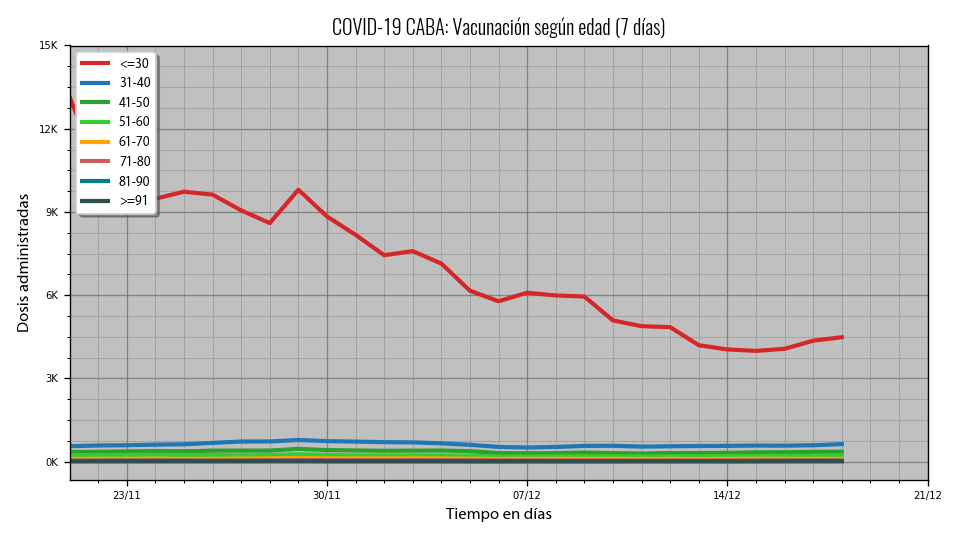 COVID-19 CABA: Vacunación según edad (7 días)
15K
12K
9K
6K
3K
0K
<=30
31-40
41-50
51-60
61-70
71-80
81-90
>=91
Dosis administradas
23/11
30/11
07/12
14/12
21/12
Tiempo en días